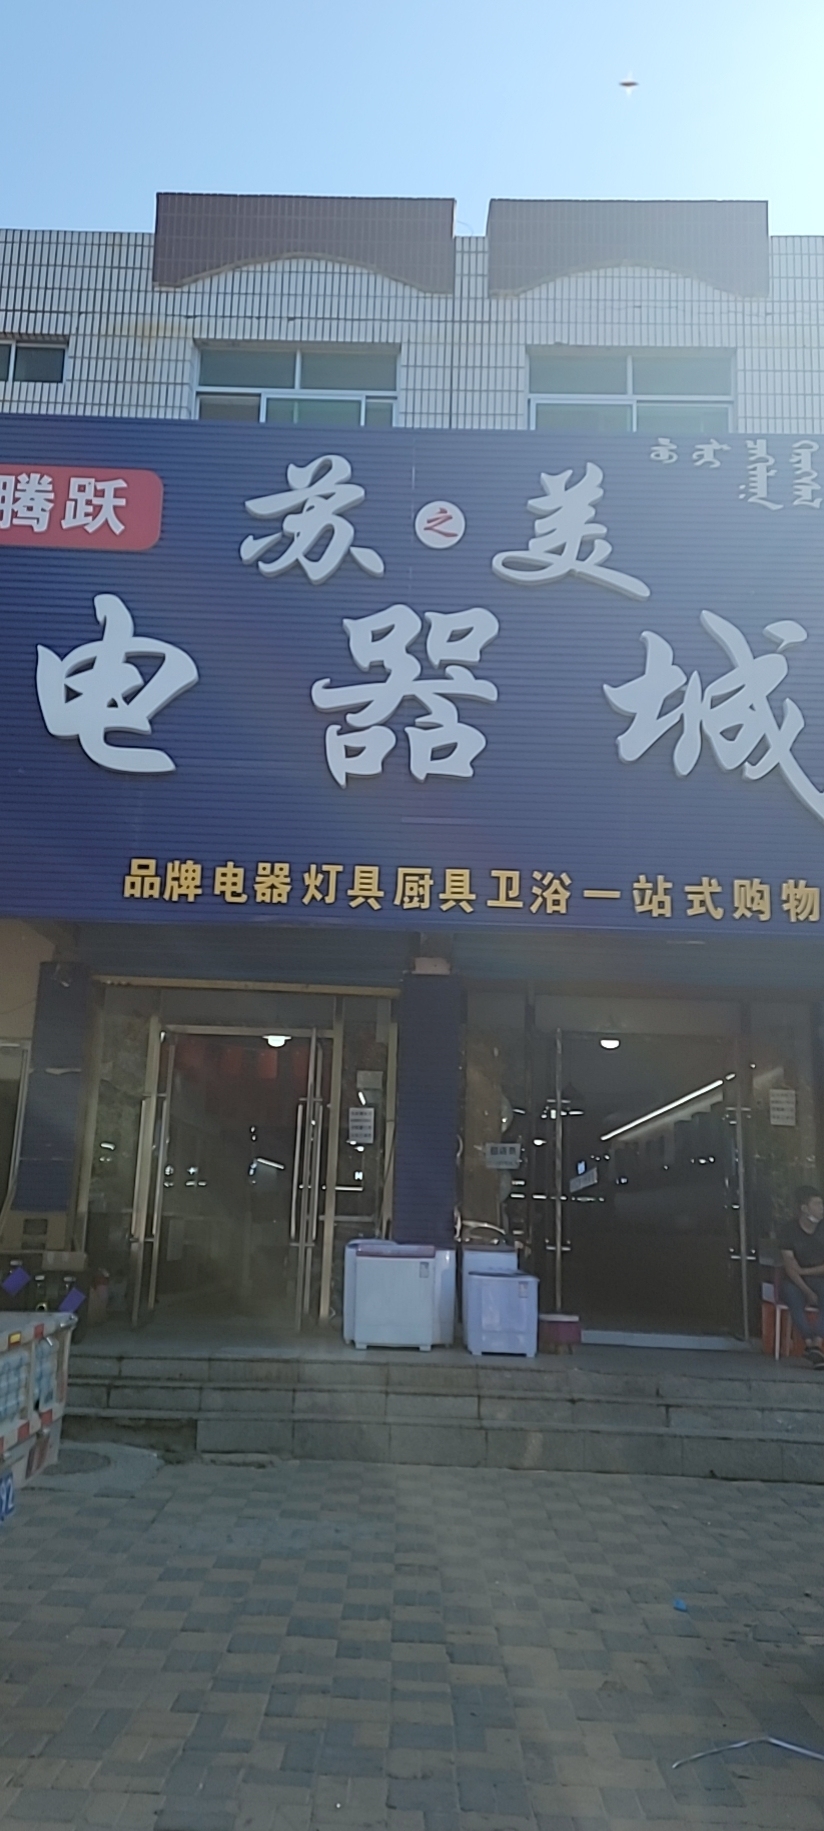 腾跃
苏之美
电器城
品牌电器灯具厨具卫浴一站式购物